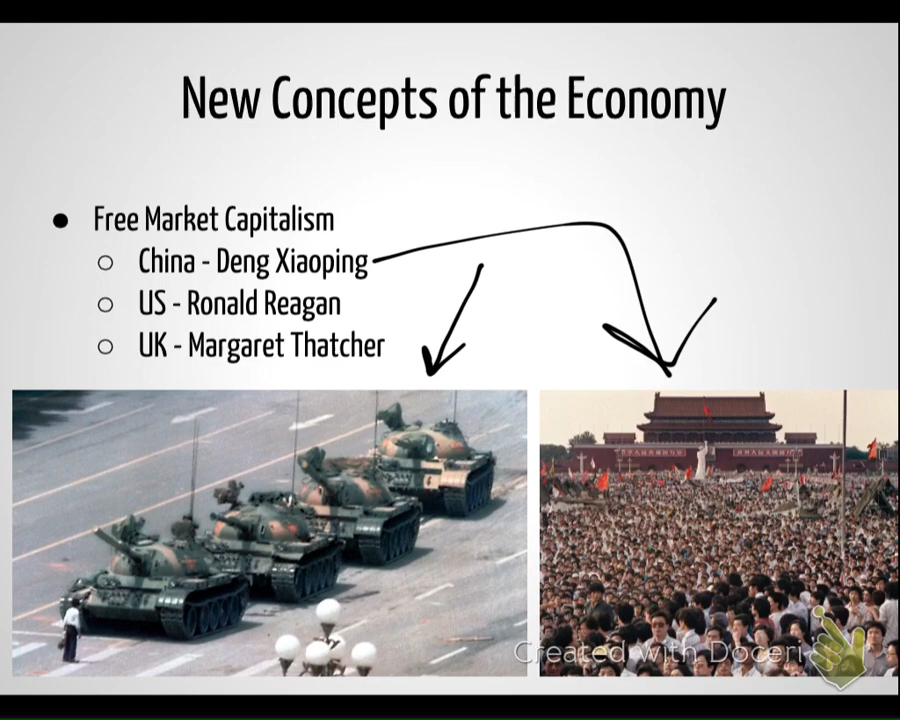 New Concepts of the Economy
● Free Market Capitalism
○ China - Deng Xiaoping
○ US - Ronald Reagan
○ UK - Margaret Thatcher
Created with Doceri